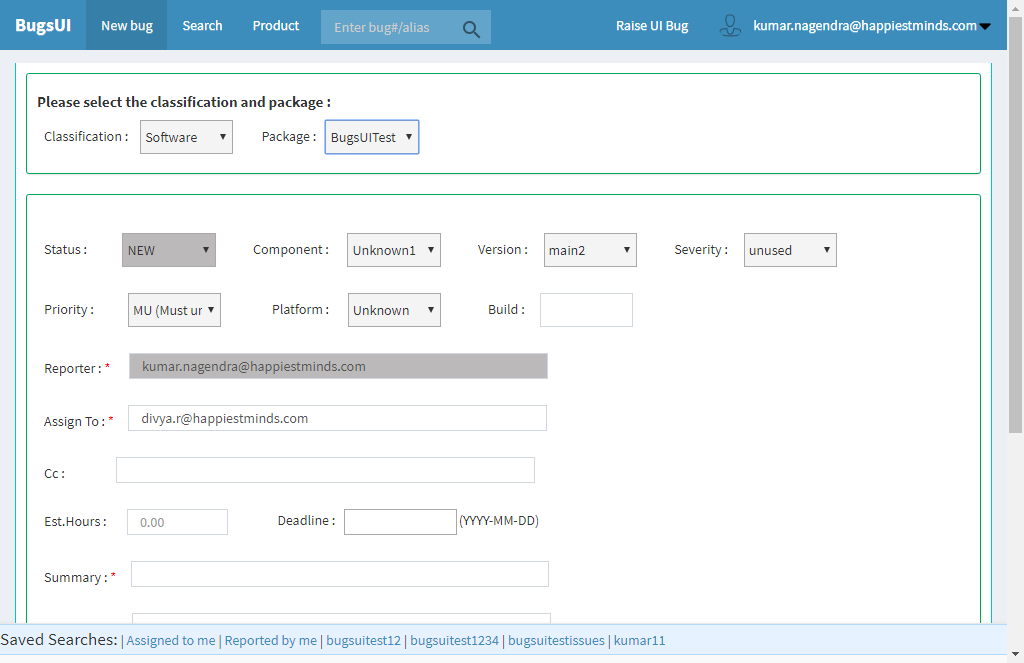 BugsUI New bug Search Product Enter bug#/alias Raise UI Bug kumar.nagendra@happiestminds.com
Please select the classification and package :
Classification : Software Package : BugsUITest
Status : NEW Component : Unknown1 Version : main2 Severity : unused
Priority : MU (Must ur Platform : Unknown Build :
Reporter : * kumar.nagendra@happiestminds.com
Assign To : * divya.r@happiestminds.com
Cc :
Est.Hours : 0.00 Deadline : (YYYY-MM-DD)
Summary : *
Saved Searches: | Assigned to me | Reported by me | bugsuitest12 | bugsuitest1234 | bugsuitestissues | kumar11